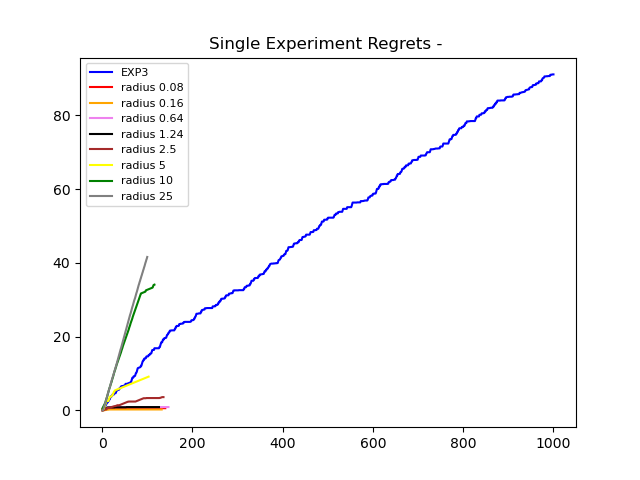 Single Experiment Regrets -
EXP3
radius 0.08
radius 0.16
radius 0.64
radius 1.24
radius 2.5
radius 5
radius 10
radius 25
80
60
40
20
0
0 200 400 600 800 1000